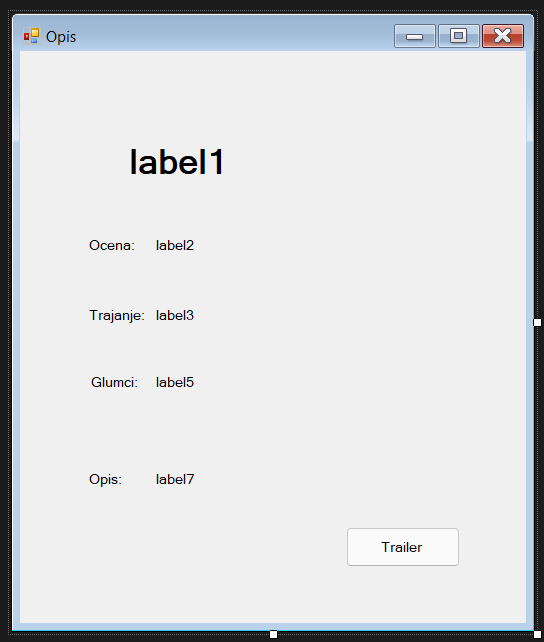 Opis
label1
Ocena: label2
Trajanje: label3
Glumci: label5
Opis: label7
Trailer